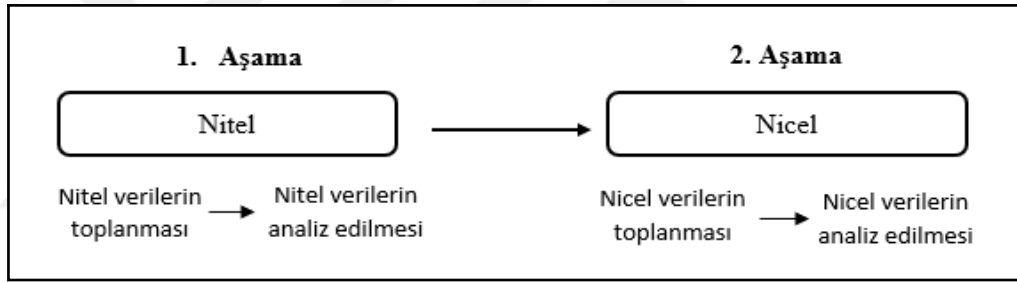 1. Aşama
2. Aşama
Nitel
Nicel
Nitel verilerin
toplanması
Nitel verilerin
analiz edilmesi
Nicel verilerin
toplanması
Nicel verilerin
analiz edilmesi